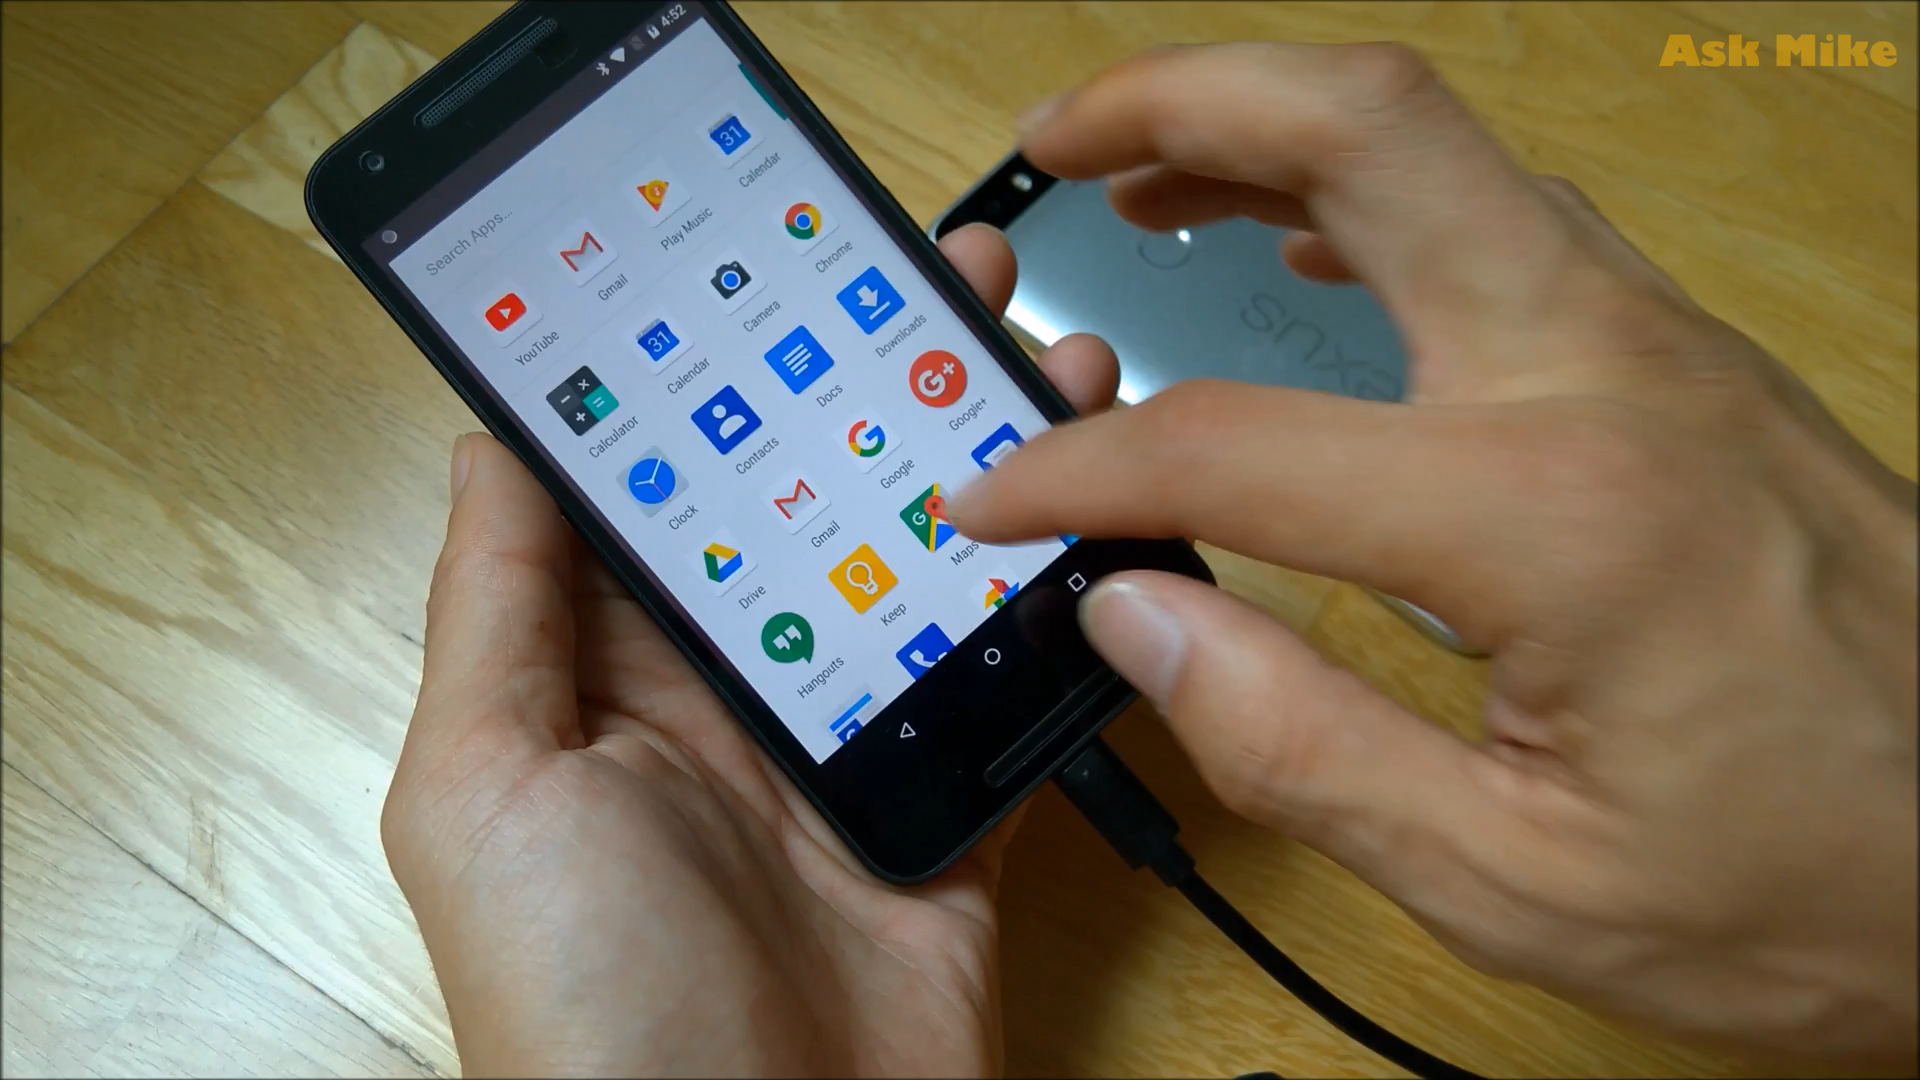 Ask Mike
4:52
Search Apps...
YouTube
Gmail
Play Music
31
Calendar
Calculator
31
Calendar
Camera
Chrome
Clock
Contacts
Docs
Downloads
Drive
Gmail
Google
G+
Google+
Hangouts
Keep
G
Maps
nexus